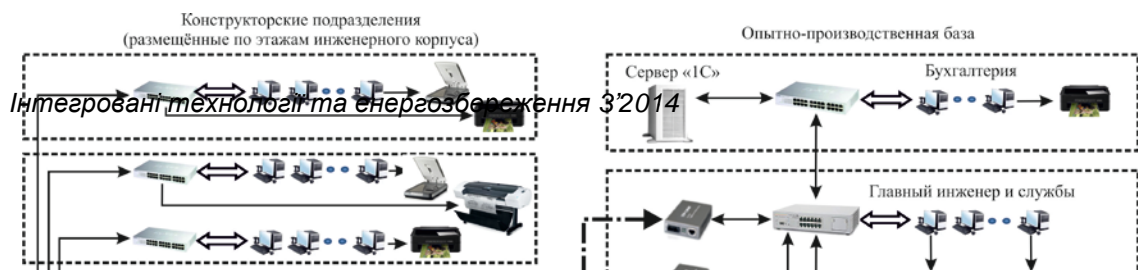 Конструкторские подразделения
(размещённые по этажам инженерного корпуса)
Опытно-производственная база
Сервер «1С»
Бухгалтерия
Інтегровані технології та енергозбереження 3’2014
Главный инженер и службы